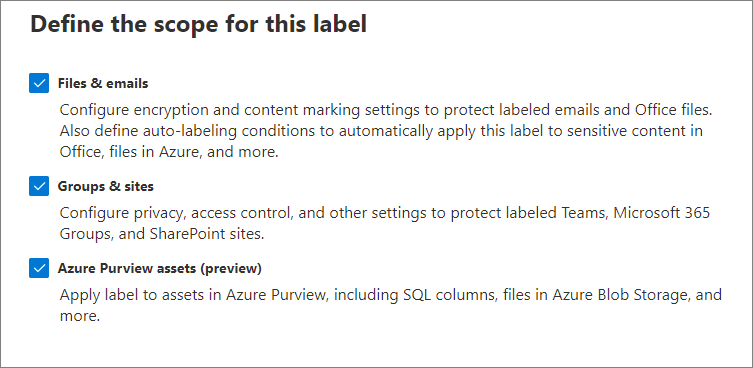 Define the scope for this label
Files & emails
Configure encryption and content marking settings to protect labeled emails and Office files.
Also define auto-labeling conditions to automatically apply this label to sensitive content in
Office, files in Azure, and more.
Groups & sites
Configure privacy, access control, and other settings to protect labeled Teams, Microsoft 365
Groups, and SharePoint sites.
Azure Purview assets (preview)
Apply label to assets in Azure Purview, including SQL columns, files in Azure Blob Storage, and
more.